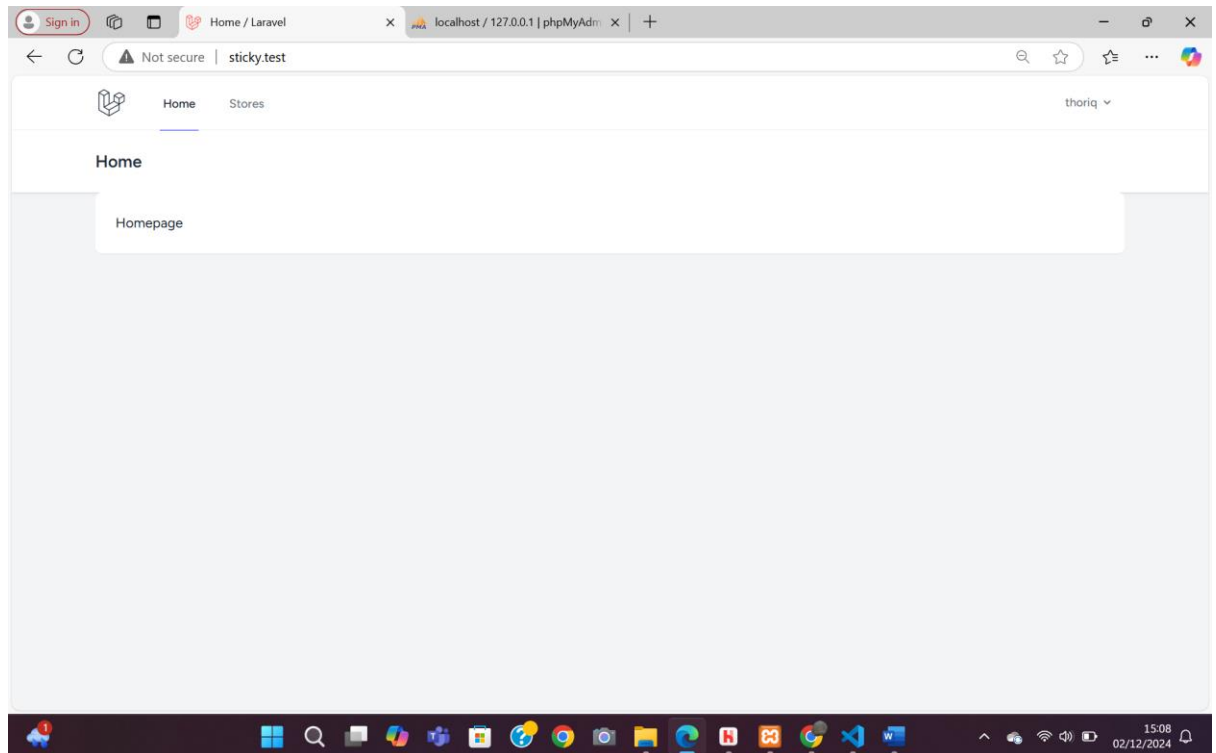 Sign in
Home / Laravel
localhost / 127.0.0.1 | phpMyAdm
Not secure
sticky.test
Home
Stores
thoriq
Home
Homepage
15:08
02/12/2024